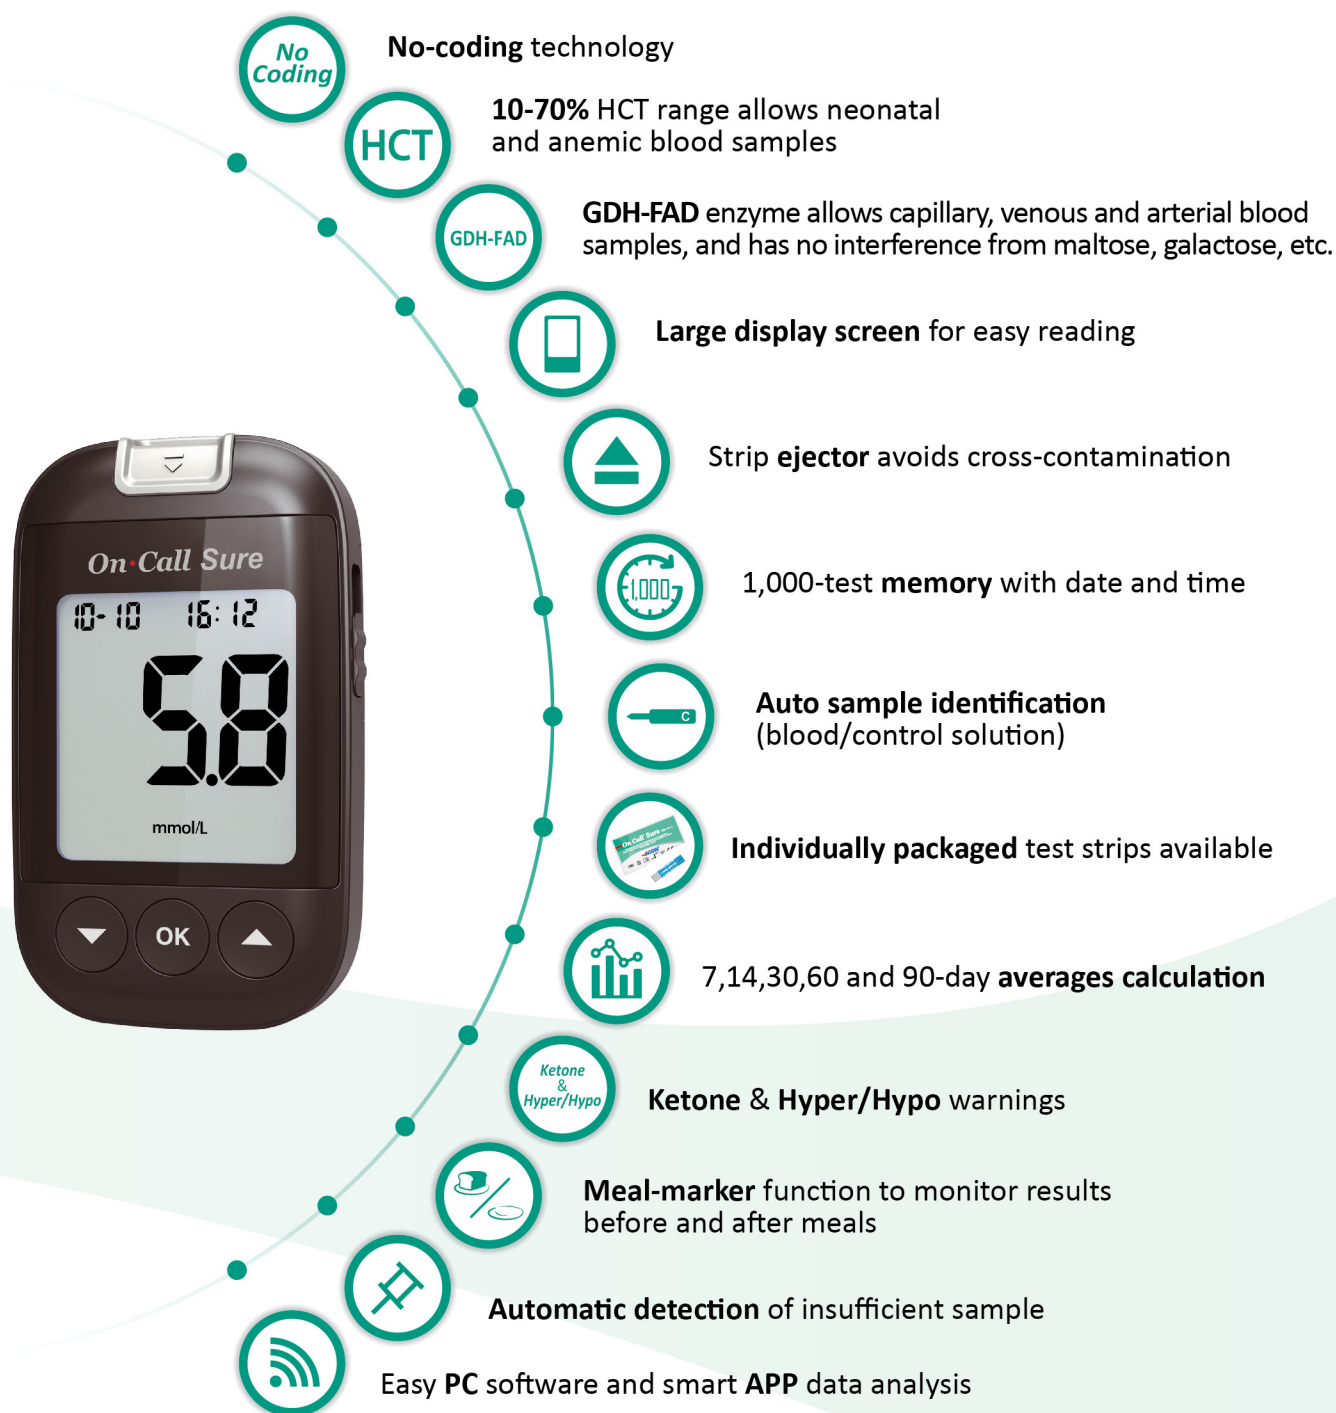 No
Coding
No-coding technology
HCT
10-70% HCT range allows neonatal
and anemic blood samples
GDH-FAD
GDH-FAD enzyme allows capillary, venous and arterial blood
samples, and has no interference from maltose, galactose, etc.
Large display screen for easy reading
Strip ejector avoids cross-contamination
On·Call Sure
10-10 16:12
5.8
mmol/L
OK
1,000
1,000-test memory with date and time
C
Auto sample identification
(blood/control solution)
On Call Sure
ACON
Individually packaged test strips available
7,14,30,60 and 90-day averages calculation
Ketone
&
Hyper/Hypo
Ketone & Hyper/Hypo warnings
Meal-marker function to monitor results
before and after meals
Automatic detection of insufficient sample
Easy PC software and smart APP data analysis